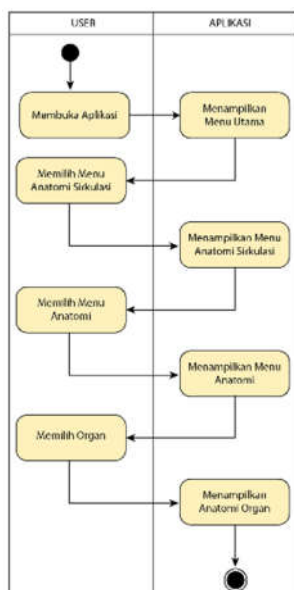 USER
APLIKASI
Membuka Aplikasi
Menampilkan
Menu Utama
Memilih Menu
Anatomi Sirkulasi
Menampilkan Menu
Anatomi Sirkulasi
Memilih Menu
Anatomi
Menampilkan Menu
Anatomi
Memilih Organ
Menampilkan
Anatomi Organ